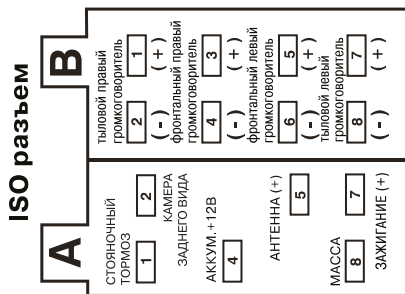 ISO разъем
A
B
СТОЯНОЧНЫЙ
ТОРМОЗ
1
2
КАМЕРА
ЗАДНЕГО ВИДА
АККУМ.+12В
4
АНТЕННА (+)
5
МАССА
8
7
ЗАЖИГАНИЕ (+)
тыловой правый
громкоговоритель
2
1
(-)
(+)
фронтальный правый
громкоговоритель
4
3
(-)
(+)
фронтальный левый
громкоговоритель
6
5
(-)
(+)
тыловой левый
громкоговоритель
8
7
(-)
(+)